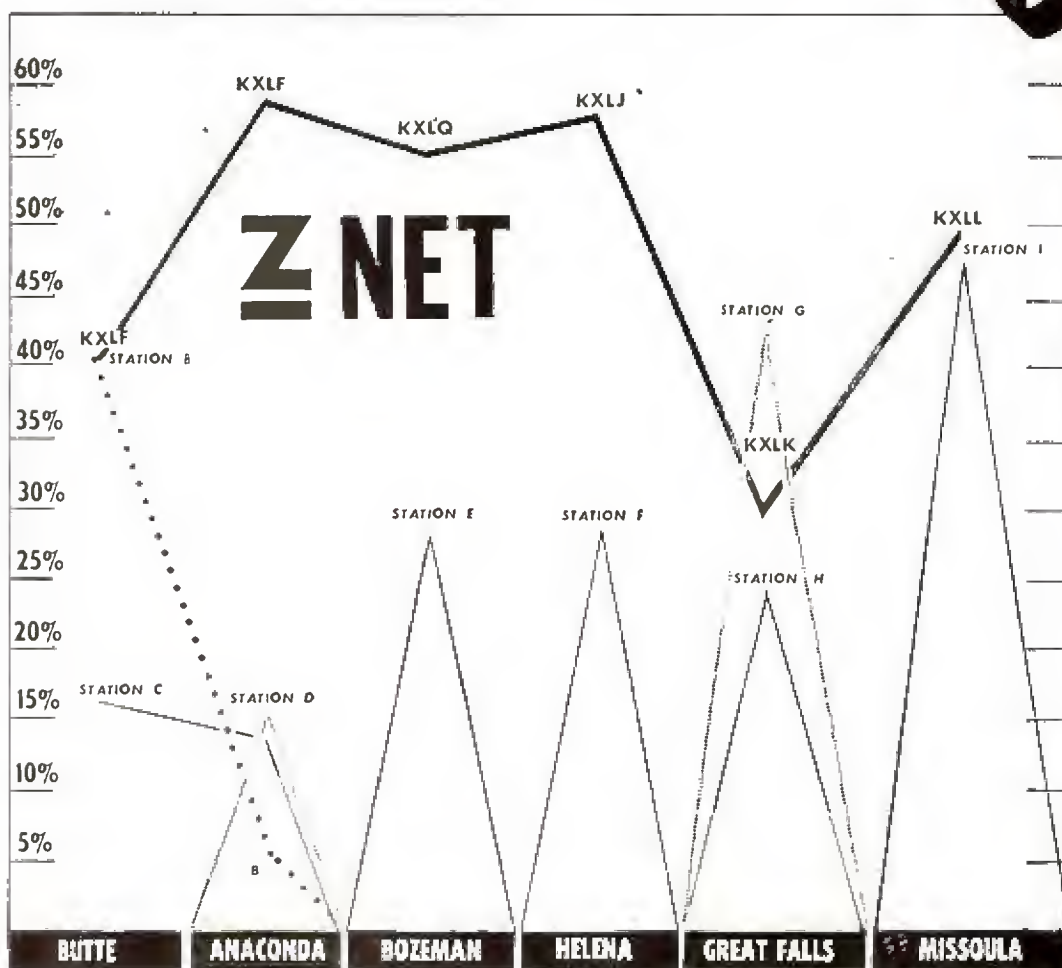 60%
KXLF
KXLJ
KXLQ
55%
50%
KXLL
Z NET
STATION I
45%
STATION G
KXLF
40%
STATION B
35%
KXLK
30%
STATION E
STATION F
25%
STATION H
20%
STATION C
STATION D
15%
10%
5%
B
BUTTE
ANACONDA
BOZEMAN
HELENA
GREAT FALLS
MISSOULA